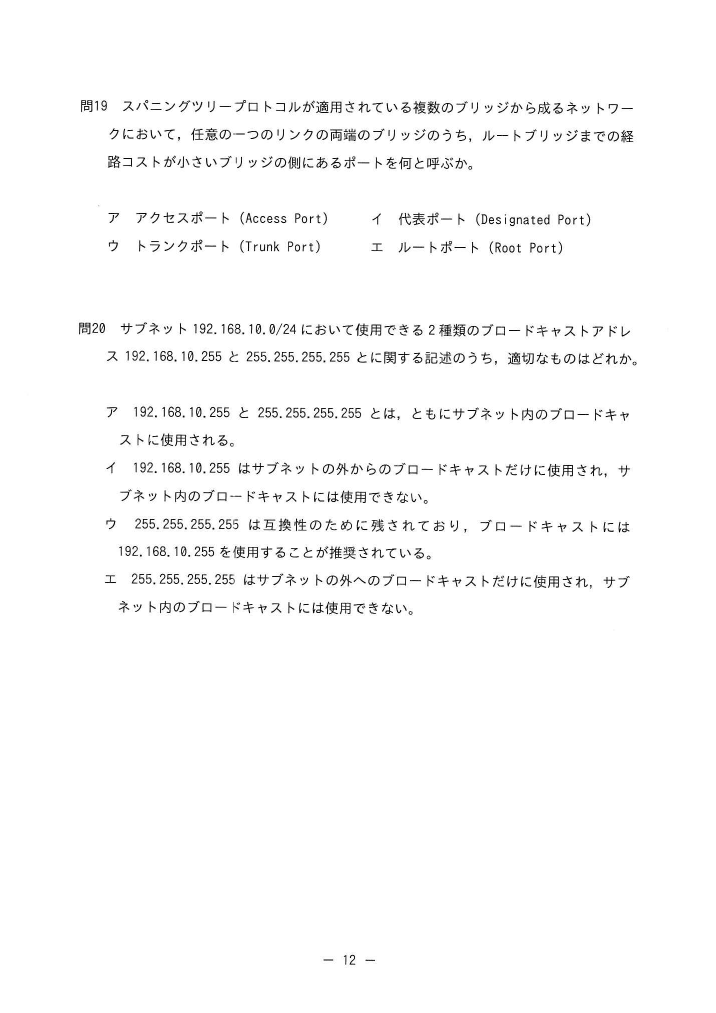 問19　スパニングツリープロトコルが適用されている複数のブリッジから成るネットワー
クにおいて，任意の一つのリンクの両端のブリッジのうち，ルートブリッジまでの経
路コストが小さいブリッジの側にあるポートを何と呼ぶか。
ア　アクセスポート（Access Port）　　イ　代表ポート（Designated Port）
ウ　トランクポート（Trunk Port）　　エ　ルートポート（Root Port）
問20　サブネット 192.168.10.0/24 において使用できる 2 種類のブロードキャストアドレ
ス 192.168.10.255 と 255.255.255.255 とに関する記述のうち，適切なものはどれか。
ア　192.168.10.255 と 255.255.255.255 とは，ともにサブネット内のブロードキャ
ストに使用される。
イ　192.168.10.255 はサブネットの外からのブロードキャストだけに使用され，サ
ブネット内のブロードキャストには使用できない。
ウ　255.255.255.255 は互換性のために残されており，ブロードキャストには
192.168.10.255 を使用することが推奨されている。
エ　255.255.255.255 はサブネットの外へのブロードキャストだけに使用され，サブ
ネット内のブロードキャストには使用できない。
－ 12 －